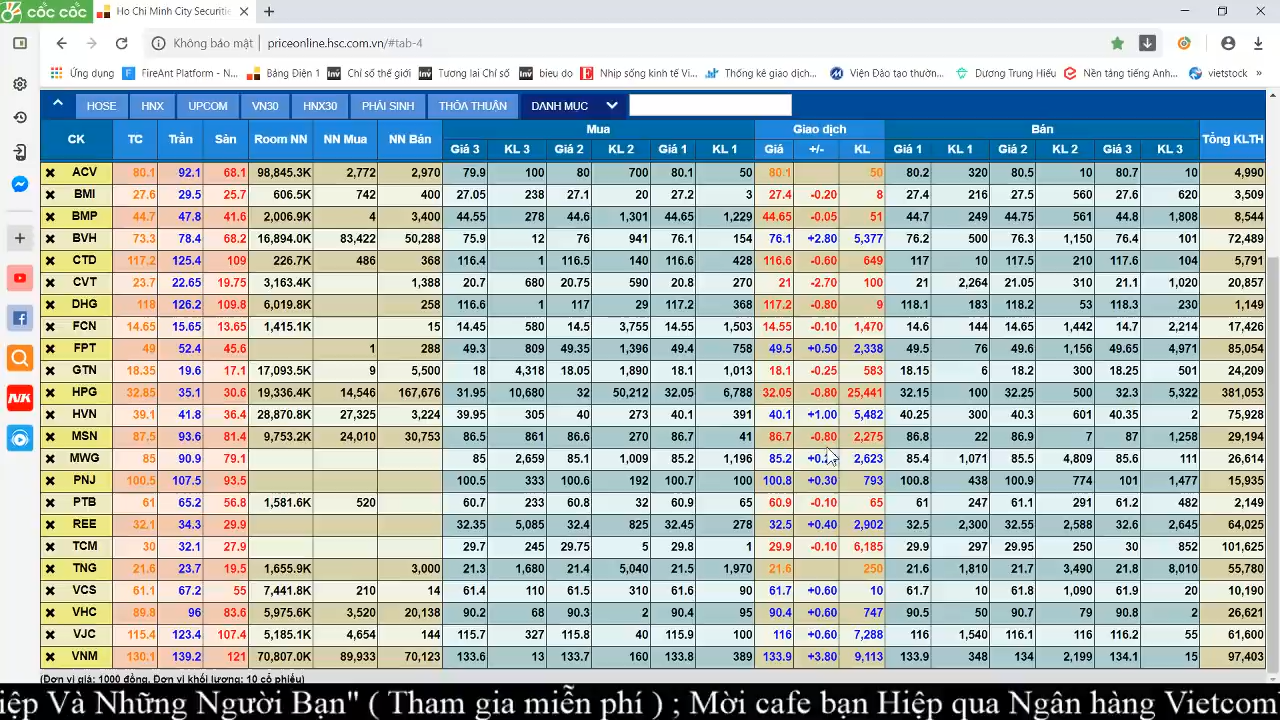 cốc cốc Ho Chi Minh City Securitie
Không bảo mật priceonline.hsc.com.vn/#tab-4
Ứng dụng FireAnt Platform - N... Bảng Điện 1 Chỉ số thế giới Tương lai Chỉ số bieu do Nhịp sống kinh tế Vi... Thống kê giao dịch... Viện Đào tạo thương... Dương Trung Hiếu Nền tảng tiếng Anh,... vietstock »
HOSE HNX UPCOM VN30 HNX30 PHÁI SINH THỎA THUẬN DANH MỤC
CK TC Trần Sàn Room NN NN Mua NN Bán Mua Giao dịch Bán Tổng KLTH
Giá 3 KL 3 Giá 2 KL 2 Giá 1 KL 1 Giá +/- KL Giá 1 KL 1 Giá 2 KL 2 Giá 3 KL 3
ACV 80.1 92.1 68.1 98,845.3K 2,772 2,970 79.9 100 80 700 80.1 50 80.1 50 80.2 320 80.5 10 80.7 10 4,990
BMI 27.6 29.5 25.7 606.5K 742 400 27.05 238 27.1 20 27.2 3 27.4 -0.20 8 27.4 216 27.5 560 27.6 620 3,509
BMP 44.7 47.8 41.6 2,006.9K 4 3,400 44.55 278 44.6 1,301 44.65 1,229 44.65 -0.05 51 44.7 249 44.75 561 44.8 1,808 8,544
BVH 73.3 78.4 68.2 16,894.0K 83,422 50,288 75.9 12 76 941 76.1 154 76.1 +2.80 5,377 76.2 500 76.3 1,150 76.4 101 72,489
CTD 117.2 125.4 109 226.7K 486 368 116.4 1 116.5 140 116.6 428 116.6 -0.60 649 117 10 117.5 210 117.6 104 5,791
CVT 23.7 22.65 19.75 3,163.4K 1,388 20.7 680 20.75 590 20.8 270 21 -2.70 100 21 2,264 21.05 310 21.1 1,020 20,857
DHG 118 126.2 109.8 6,019.8K 258 116.6 1 117 29 117.2 368 117.2 -0.80 9 118.1 183 118.2 53 118.3 230 1,149
FCN 14.65 15.65 13.65 1,415.1K 15 14.45 580 14.5 3,755 14.55 1,503 14.55 -0.10 1,470 14.6 144 14.65 1,442 14.7 2,214 17,426
FPT 49 52.4 45.6 1 288 49.3 809 49.35 1,396 49.4 758 49.5 +0.50 2,338 49.5 76 49.6 1,156 49.65 4,971 85,054
GTN 18.35 19.6 17.1 17,093.5K 9 5,500 18 4,318 18.05 1,890 18.1 1,013 18.1 -0.25 583 18.15 6 18.2 300 18.25 501 24,209
HPG 32.85 35.1 30.6 19,336.4K 14,546 167,676 31.95 10,680 32 50,212 32.05 6,788 32.05 -0.80 25,441 32.15 100 32.25 500 32.3 5,322 381,053
HVN 39.1 41.8 36.4 28,870.8K 27,325 3,224 39.95 305 40 273 40.1 391 40.1 +1.00 5,482 40.25 300 40.3 601 40.35 2 75,928
MSN 87.5 93.6 81.4 9,753.2K 24,010 30,753 86.5 861 86.6 270 86.7 41 86.7 -0.80 2,275 86.8 22 86.9 7 87 1,258 29,194
MWG 85 90.9 79.1 85 2,659 85.1 1,009 85.2 1,196 85.2 2,623 85.4 1,071 85.5 4,809 85.6 111 26,614
PNJ 100.5 107.5 93.5 100.5 333 100.6 192 100.7 100 100.8 +0.30 793 100.8 438 100.9 774 101 1,477 15,935
PTB 61 65.2 56.8 1,581.6K 520 60.7 233 60.8 32 60.9 65 60.9 -0.10 65 61 247 61.1 291 61.2 482 2,149
REE 32.1 34.3 29.9 32.35 5,085 32.4 825 32.45 278 32.5 +0.40 2,902 32.5 2,300 32.55 2,588 32.6 2,645 64,025
TCM 30 32.1 27.9 29.7 245 29.75 5 29.8 1 29.9 -0.10 6,185 29.9 297 29.95 250 30 852 101,625
TNG 21.6 23.7 19.5 1,655.9K 3,000 21.3 1,680 21.4 5,040 21.5 1,970 21.6 250 21.6 1,810 21.7 3,490 21.8 8,010 55,780
VCS 61.1 67.2 55 7,441.8K 210 14 61.4 110 61.5 310 61.6 90 61.7 +0.60 10 61.7 10 61.8 1,090 61.9 20 10,190
VHC 89.8 96 83.6 5,975.6K 3,520 20,138 90.2 68 90.3 2 90.4 95 90.4 +0.60 747 90.5 50 90.7 79 90.8 2 26,621
VJC 115.4 123.4 107.4 5,185.1K 4,654 144 115.7 327 115.8 40 115.9 100 116 +0.60 7,288 116 1,540 116.1 116 116.2 55 61,600
VNM 130.1 139.2 121 70,807.0K 89,933 70,123 133.6 13 133.7 160 133.8 389 133.9 +3.80 9,113 133.9 348 134 2,199 134.1 15 97,403
(Đơn vị giá: 1000 đồng. Đơn vị khối lượng: 10 cổ phiếu)
iệp Và Những Người Bạn" ( Tham gia miễn phí ) ; Mời cafe bạn Hiệp qua Ngân hàng Vietcom